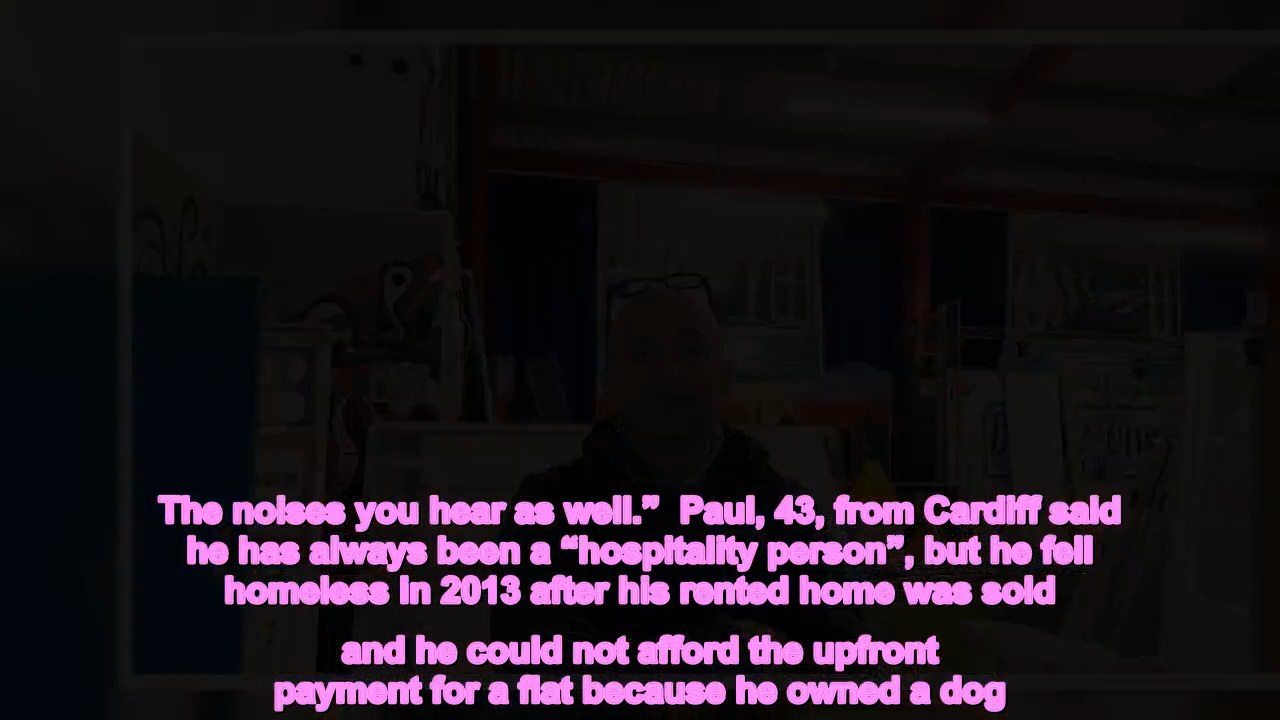 The noises you hear as well.”  Paul, 43, from Cardiff said
he has always been a “hospitality person”, but he fell
homeless in 2013 after his rented home was sold
and he could not afford the upfront
payment for a flat because he owned a dog